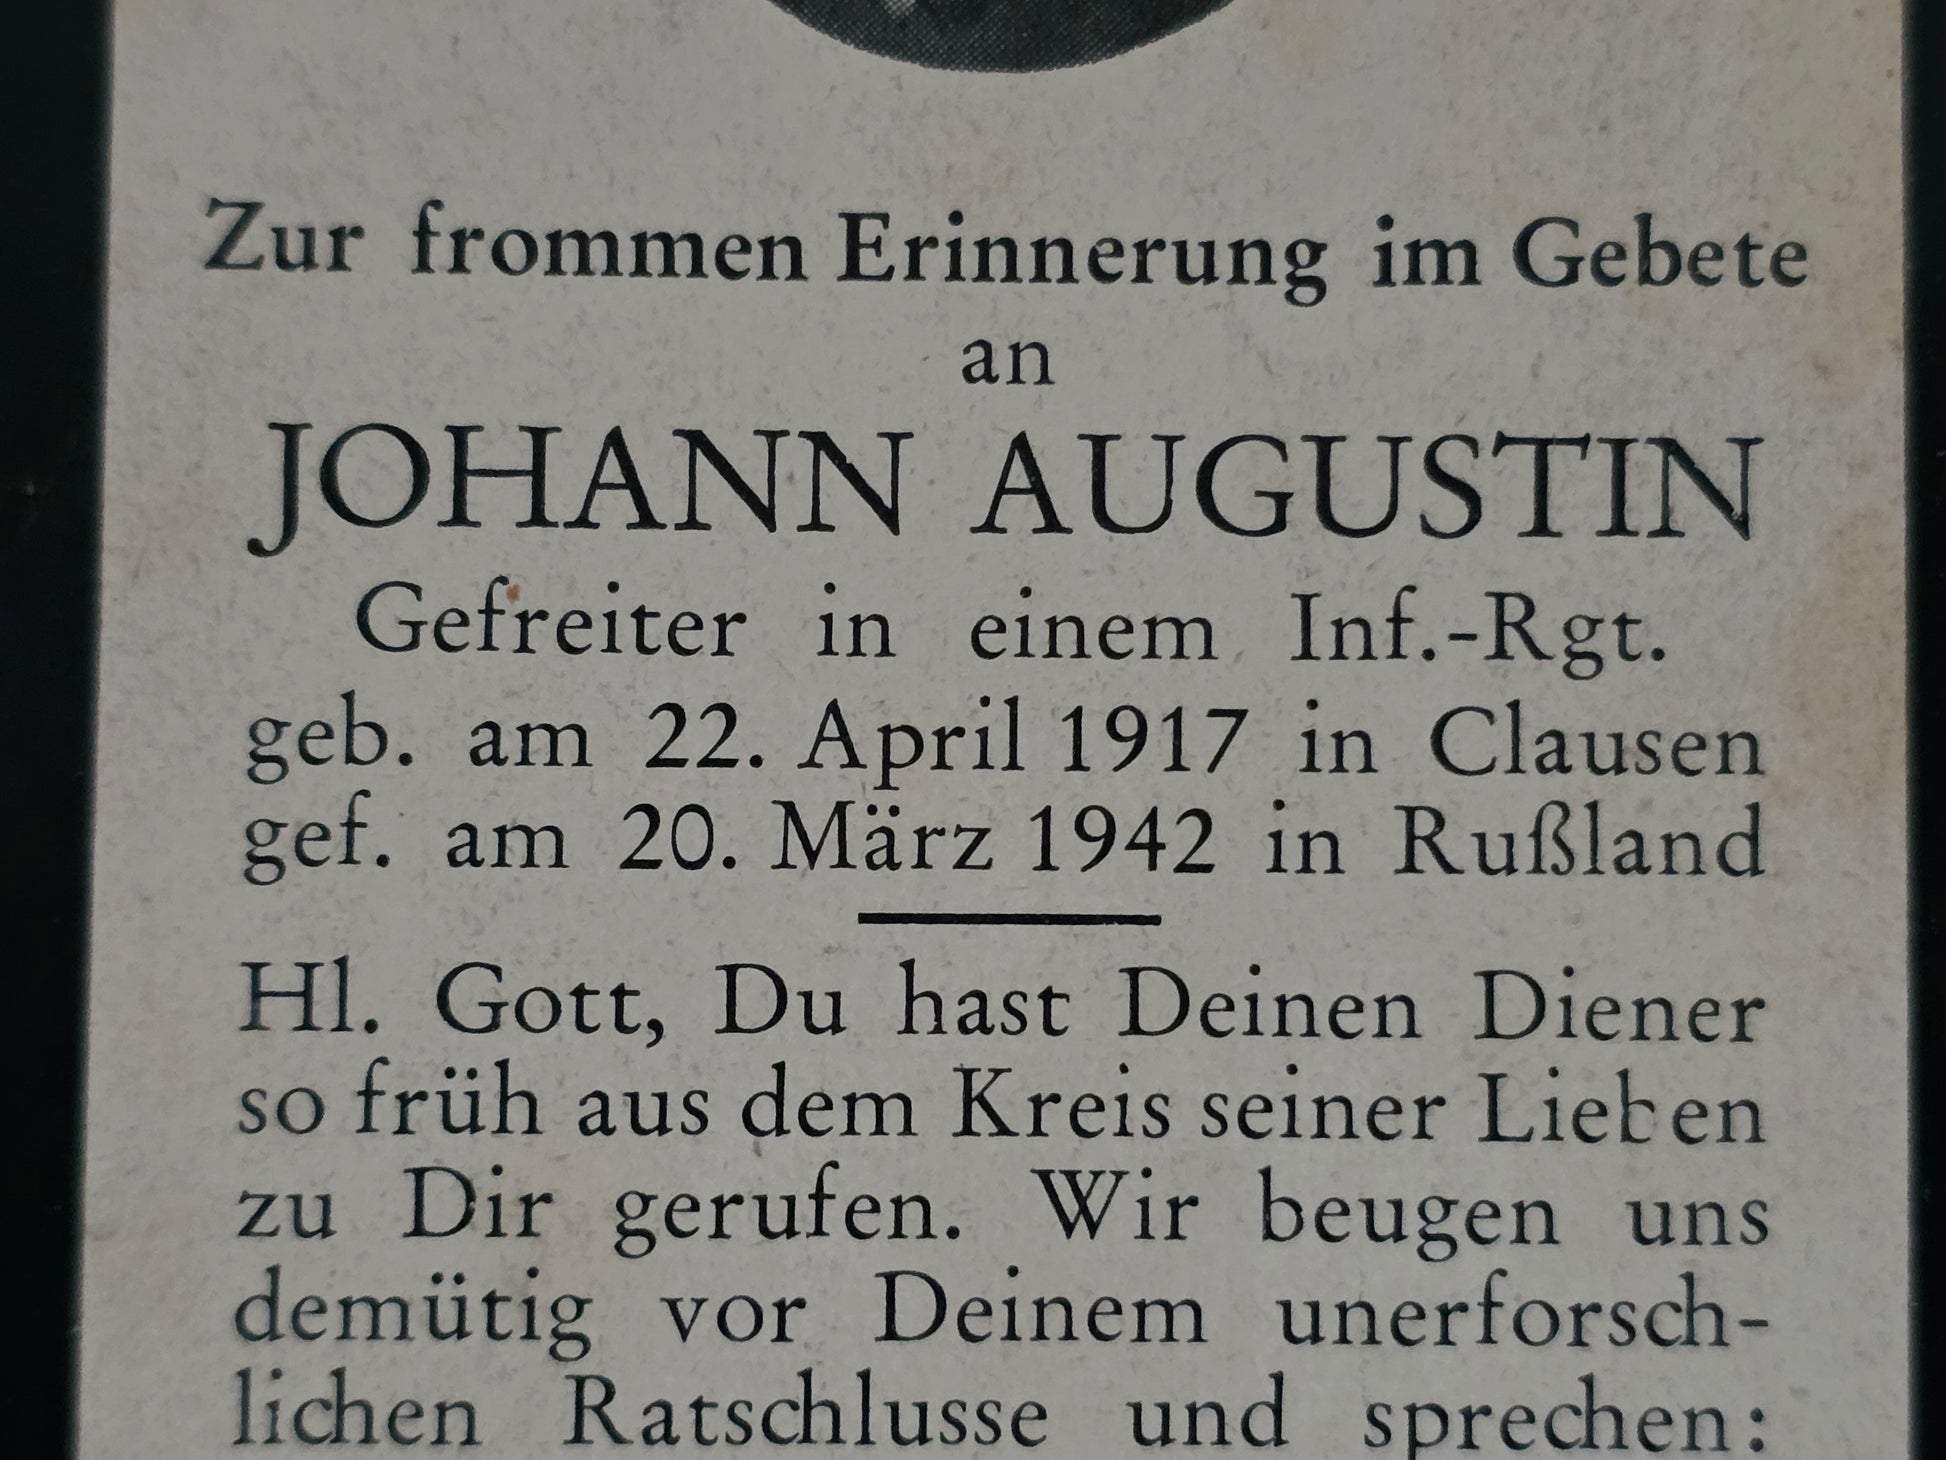 Zur frommen Erinnerung im Gebete
an
JOHANN AUGUSTIN
Gefreiter in einem Inf.-Rgt.
geb. am 22. April 1917 in Clausen
gef. am 20. März 1942 in Rußland
Hl. Gott, Du hast Deinen Diener
so früh aus dem Kreis seiner Lieben
zu Dir gerufen. Wir beugen uns
demütig vor Deinem unerforsch-
lichen Ratschlusse und sprechen: